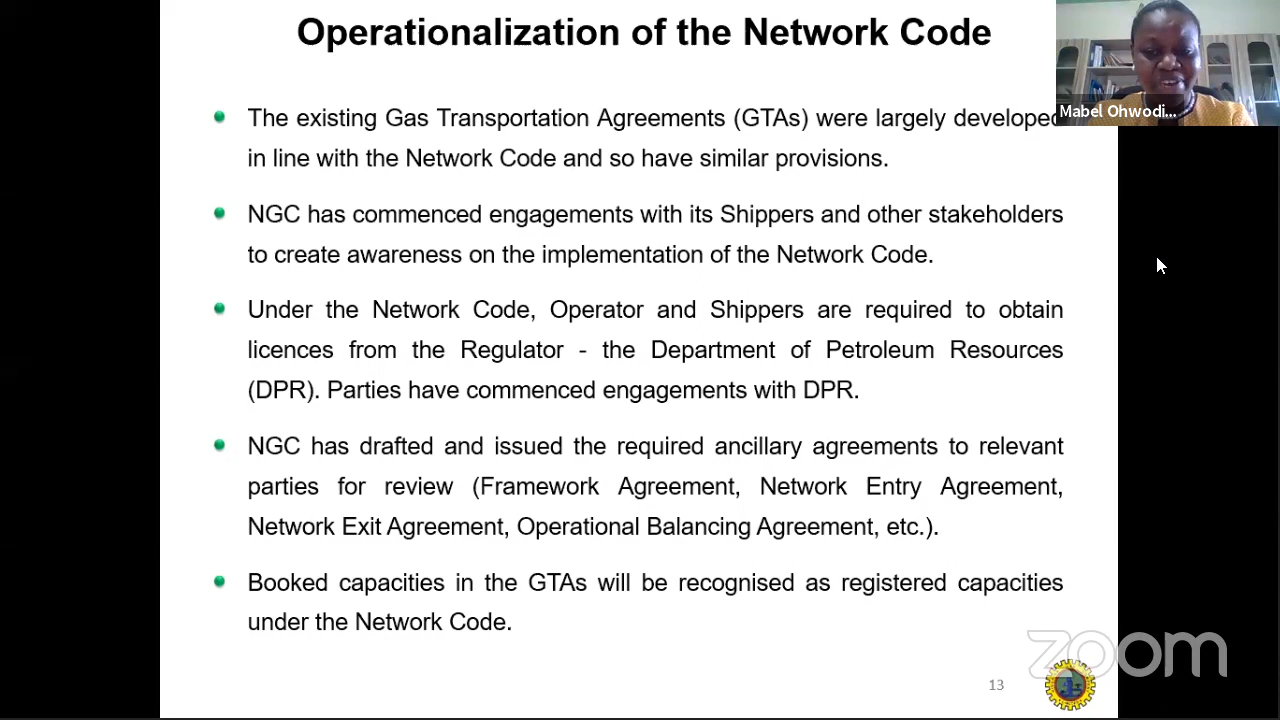 Operationalization of the Network Code
Mabel Ohwodi...
The existing Gas Transportation Agreements (GTAs) were largely developed
in line with the Network Code and so have similar provisions.
NGC has commenced engagements with its Shippers and other stakeholders
to create awareness on the implementation of the Network Code.
Under the Network Code, Operator and Shippers are required to obtain
licences from the Regulator - the Department of Petroleum Resources
(DPR). Parties have commenced engagements with DPR.
NGC has drafted and issued the required ancillary agreements to relevant
parties for review (Framework Agreement, Network Entry Agreement,
Network Exit Agreement, Operational Balancing Agreement, etc.).
Booked capacities in the GTAs will be recognised as registered capacities
under the Network Code.
zoom
13